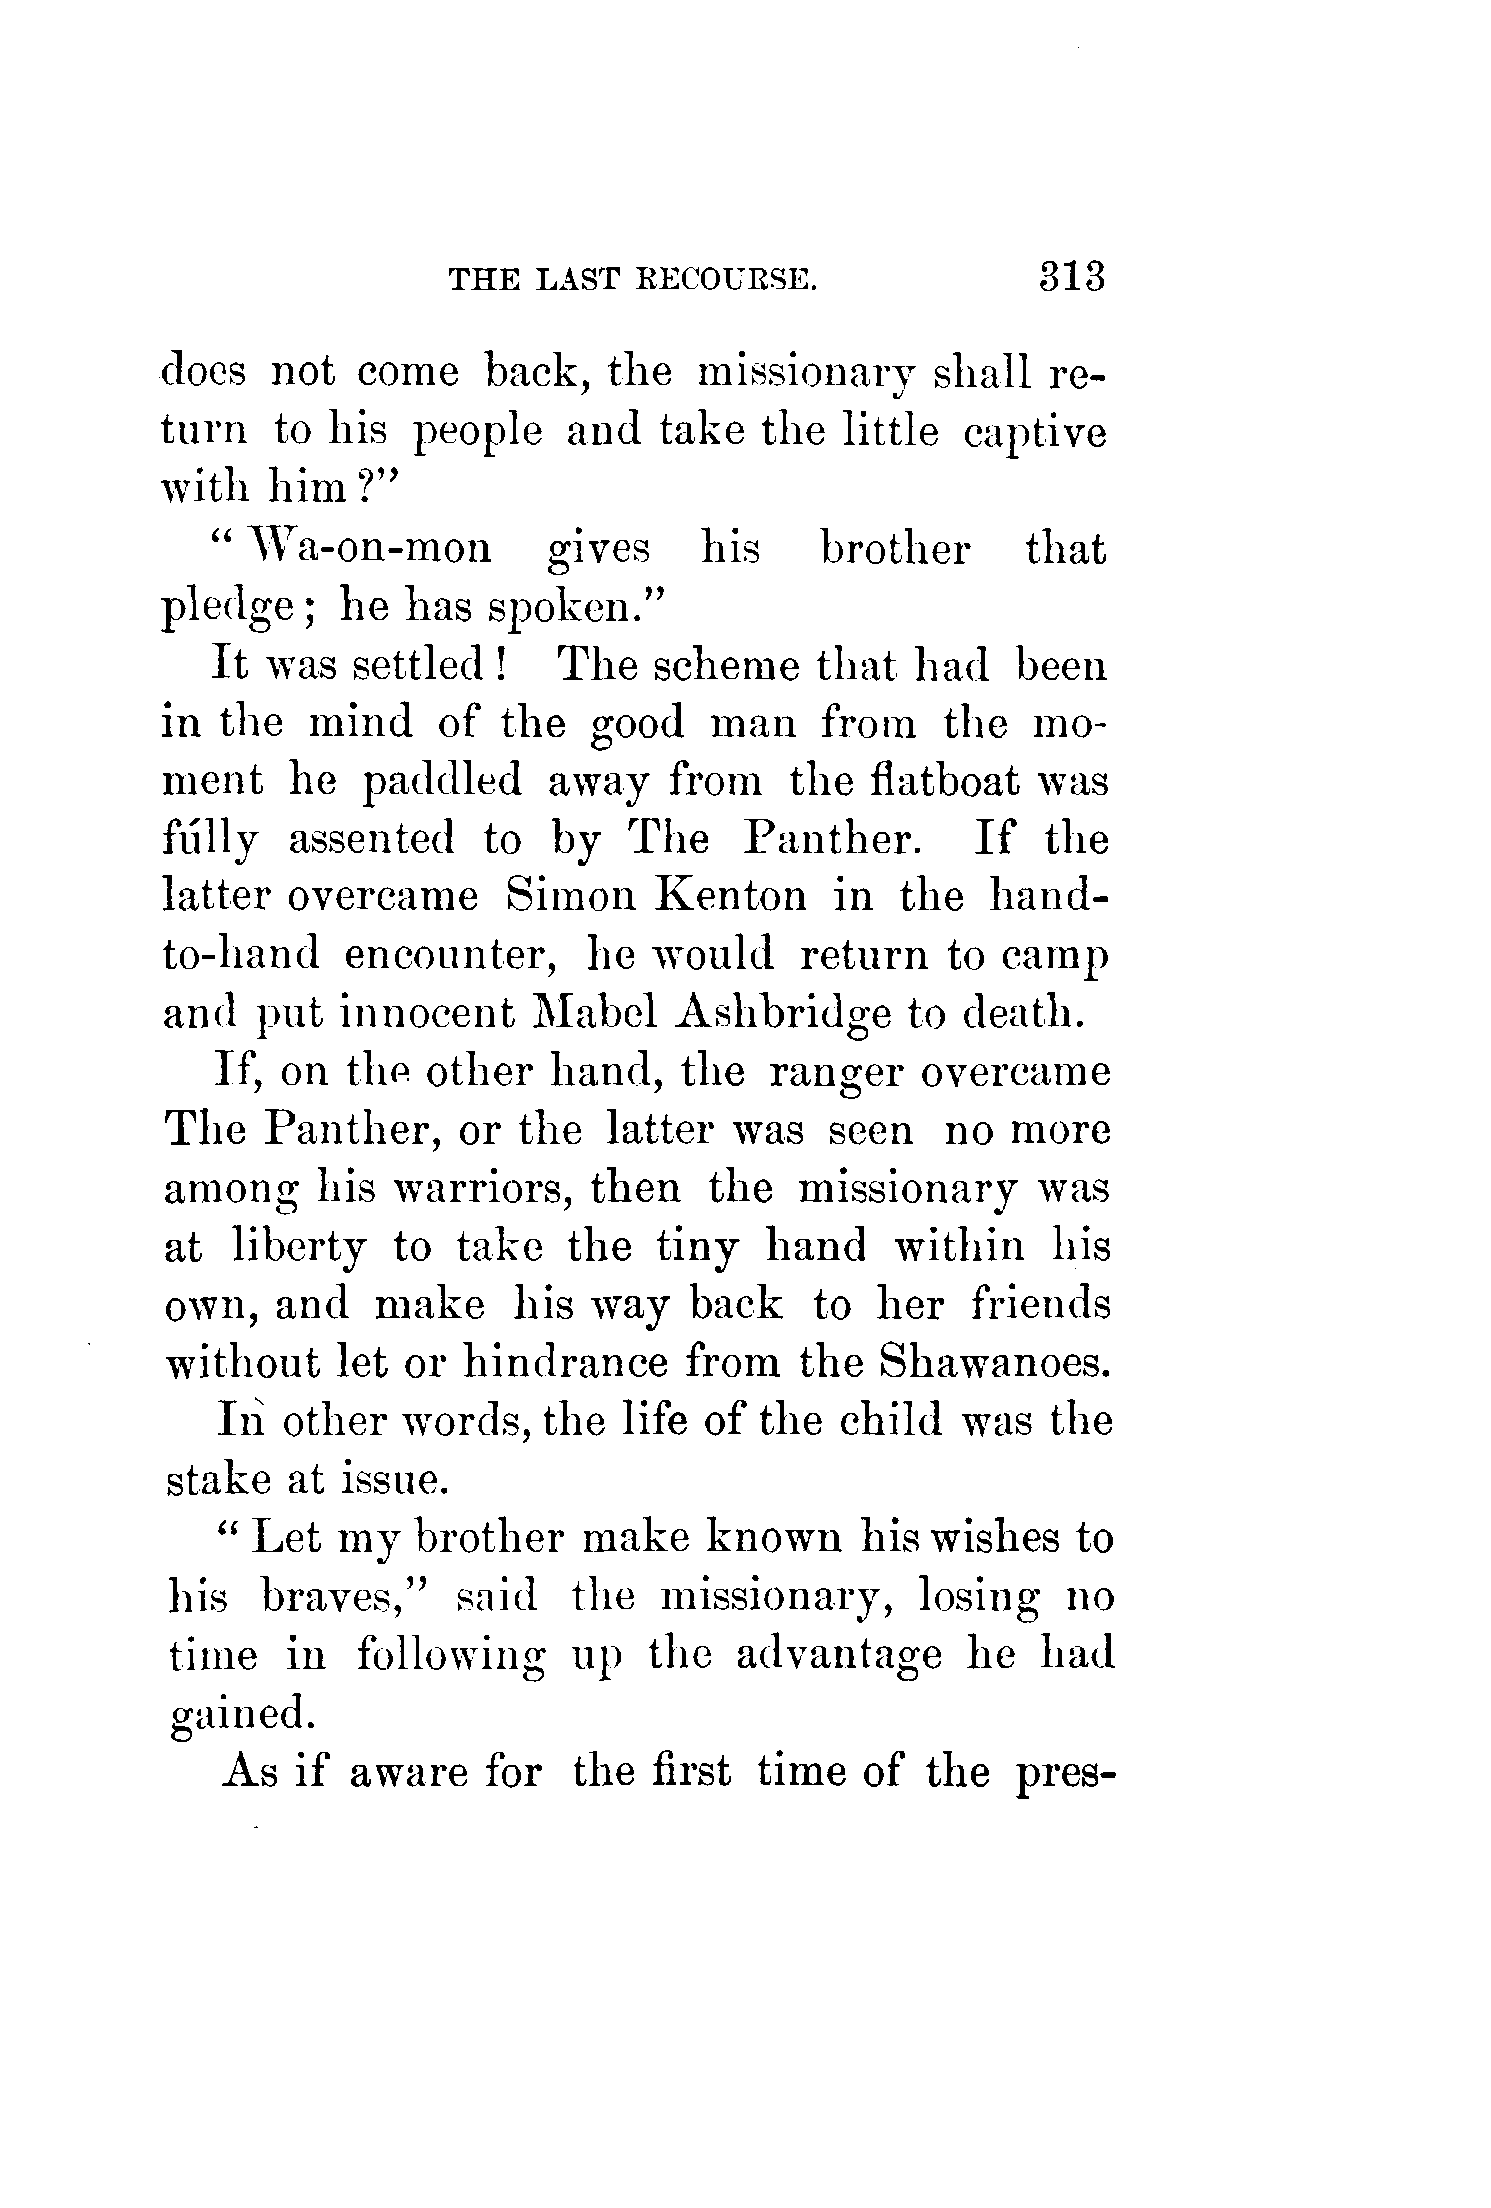 THE LAST RECOURSE. 313
does not come back, the missionary shall re-
turn to his people and take the little captive
with him?"
"Wa-on-mon gives his brother that
pledge; he has spoken."
It was settled! The scheme that had been
in the mind of the good man from the mo-
ment he paddled away from the flatboat was
fully assented to by The Panther. If the
latter overcame Simon Kenton in the hand-
to-hand encounter, he would return to camp
and put innocent Mabel Ashbridge to death.
If, on the other hand, the ranger overcame
The Panther, or the latter was seen no more
among his warriors, then the missionary was
at liberty to take the tiny hand within his
own, and make his way back to her friends
without let or hindrance from the Shawanoes.
In other words, the life of the child was the
stake at issue.
"Let my brother make known his wishes to
his braves," said the missionary, losing no
time in following up the advantage he had
gained.
As if aware for the first time of the pres-